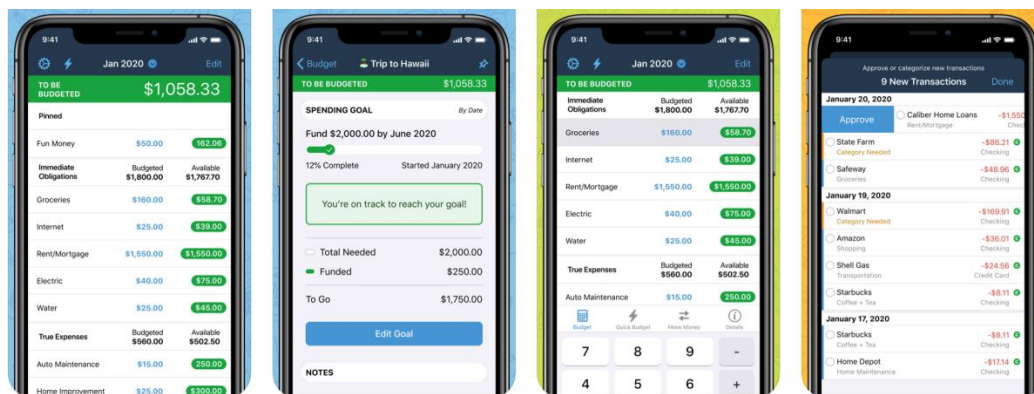 9:41
Jan 2020
Edit
TO BE BUDGETED
$1,058.33
Pinned
Fun Money $50.00 162.06
Immediate Obligations Budgeted $1,800.00 Available $1,767.70
Groceries $160.00 $58.70
Internet $25.00 $39.00
Rent/Mortgage $1,550.00 $1,550.00
Electric $40.00 $75.00
Water $25.00 $45.00
True Expenses Budgeted $560.00 Available $502.50
Auto Maintenance $15.00 250.00
Home Improvement $25.00 $300.00
9:41
Budget
Trip to Hawaii
TO BE BUDGETED $1,058.33
SPENDING GOAL By Date
Fund $2,000.00 by June 2020
12% Complete Started January 2020
You're on track to reach your goal!
Total Needed $2,000.00
Funded $250.00
To Go $1,750.00
Edit Goal
NOTES
9:41
Jan 2020
Edit
TO BE BUDGETED $1,058.33
Immediate Obligations Budgeted $1,800.00 Available $1,767.70
Groceries $160.00 $58.70
Internet $25.00 $39.00
Rent/Mortgage $1,550.00 $1,550.00
Electric $40.00 $75.00
Water $25.00 $45.00
True Expenses Budgeted $560.00 Available $502.50
Auto Maintenance $15.00 250.00
Budget Quick Budget Move Money Details
7 8 9 -
4 5 6 +
9:41
Approve or categorize new transactions
9 New Transactions Done
January 20, 2020
Approve
Caliber Home Loans -$1,550
Rent/Mortgage Chec
State Farm -$86.21
Category Needed Checking
Safeway -$48.96
Groceries Checking
January 19, 2020
Walmart -$169.91
Category Needed Checking
Amazon -$36.01
Shopping Checking
Shell Gas -$24.56
Transportation Credit Card
Starbucks -$8.11
Coffee + Tea Checking
January 17, 2020
Starbucks -$8.11
Coffee + Tea Checking
Home Depot -$17.14
Home Maintenance Checking